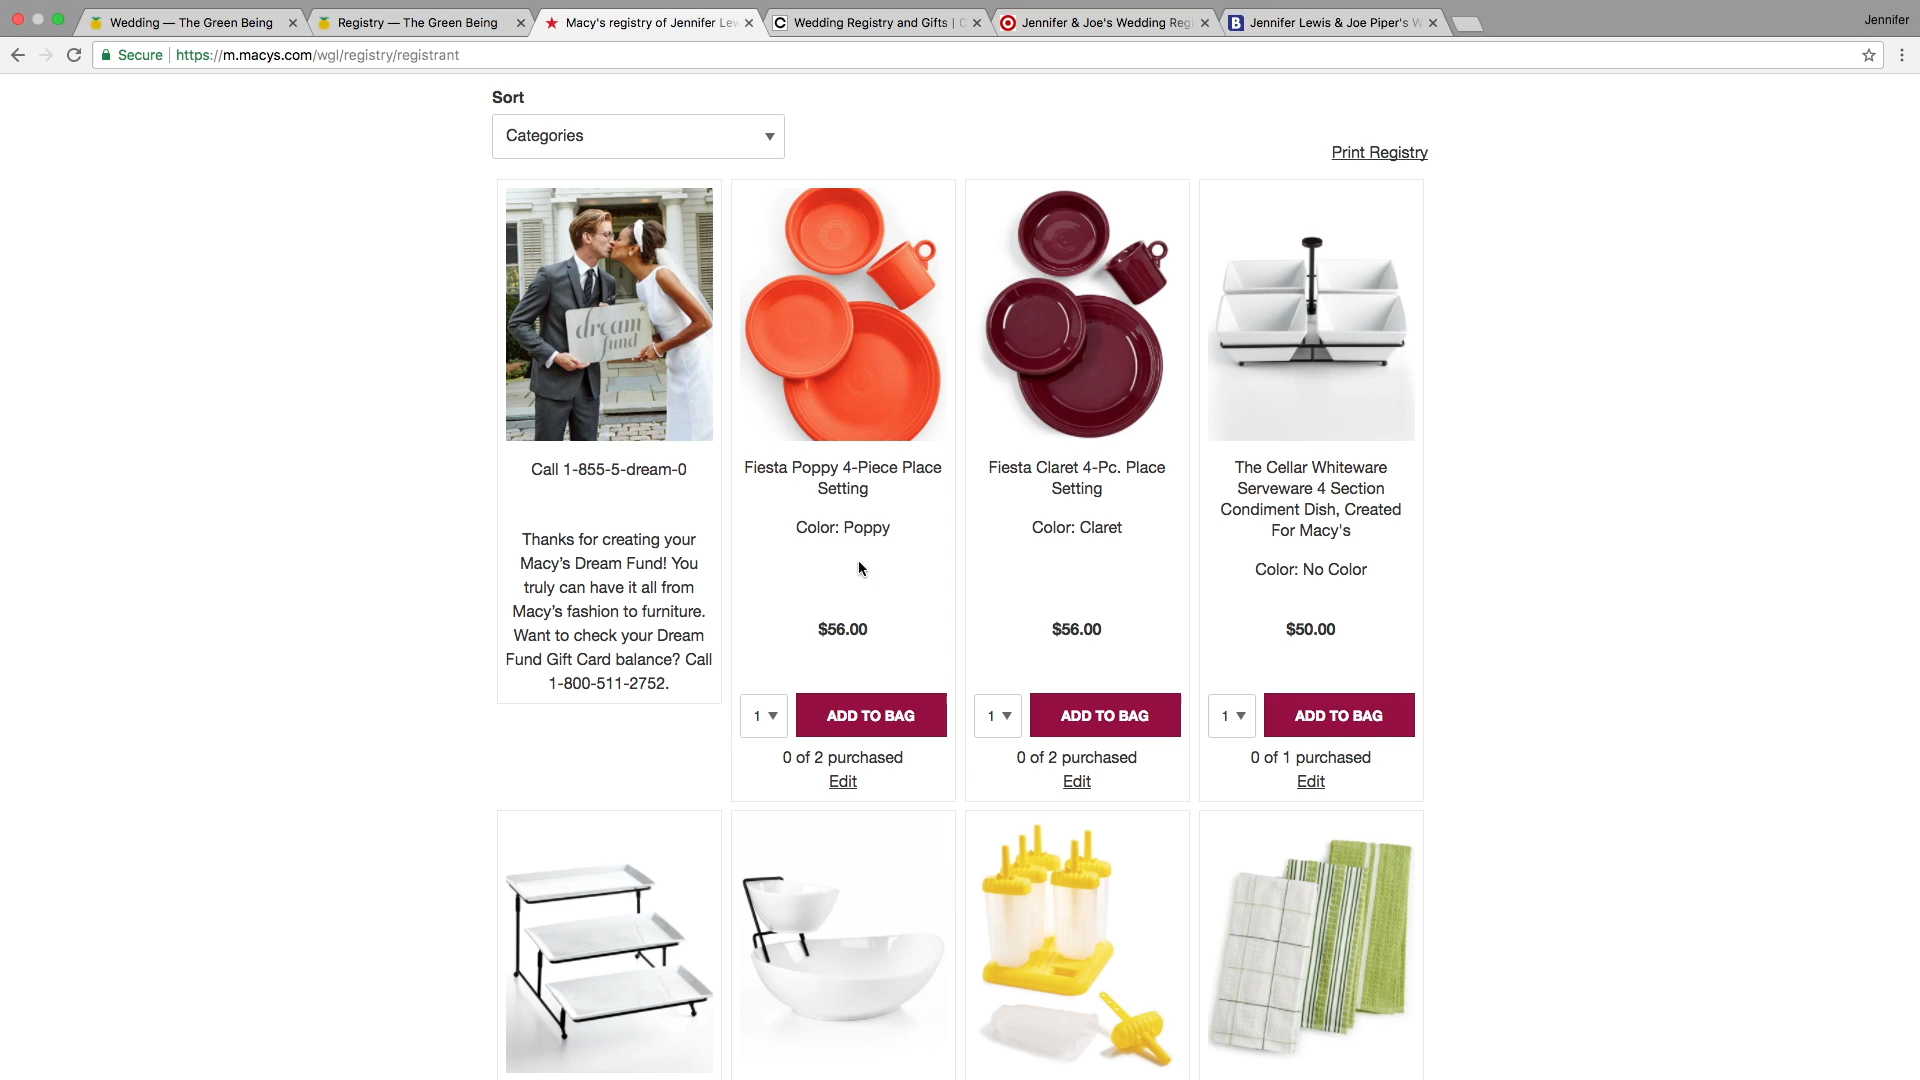 Wedding — The Green Being
Registry — The Green Being
Macy's registry of Jennifer Le
Wedding Registry and Gifts |
Jennifer & Joe's Wedding Reg
Jennifer Lewis & Joe Piper's W
Jennifer
Secure
https://m.macys.com/wgl/registry/registrant
Sort
Categories
Print Registry
dream
fund
Call 1-855-5-dream-0
Thanks for creating your
Macy's Dream Fund! You
truly can have it all from
Macy's fashion to furniture.
Want to check your Dream
Fund Gift Card balance? Call
1-800-511-2752.
Fiesta Poppy 4-Piece Place
Setting
Color: Poppy
$56.00
1 ADD TO BAG
0 of 2 purchased
Edit
Fiesta Claret 4-Pc. Place
Setting
Color: Claret
$56.00
1 ADD TO BAG
0 of 2 purchased
Edit
The Cellar Whiteware
Serveware 4 Section
Condiment Dish, Created
For Macy's
Color: No Color
$50.00
1 ADD TO BAG
0 of 1 purchased
Edit